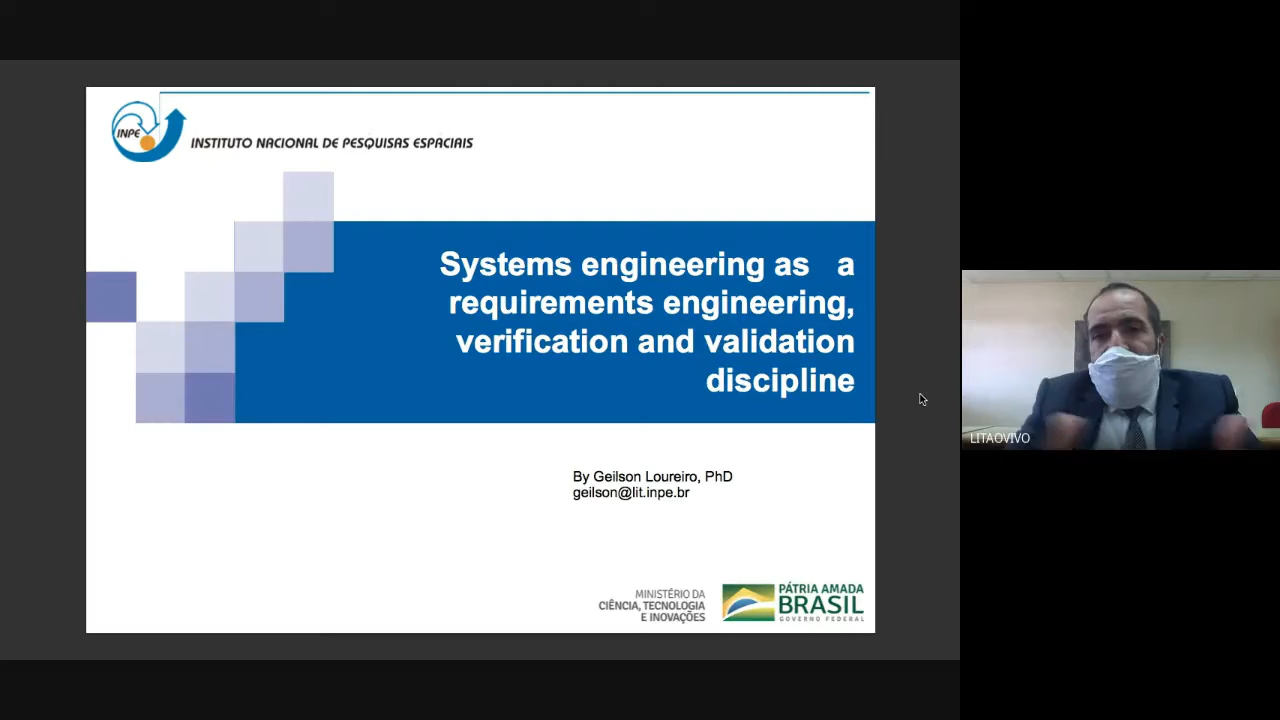 INPE
INSTITUTO NACIONAL DE PESQUISAS ESPACIAIS
Systems engineering as a
requirements engineering,
verification and validation
discipline
By Geilson Loureiro, PhD
geilson@lit.inpe.br
MINISTÉRIO DA
CIÊNCIA, TECNOLOGIA
E INOVAÇÕES
PÁTRIA AMADA
BRASIL
GOVERNO FEDERAL
LITAOVIVO